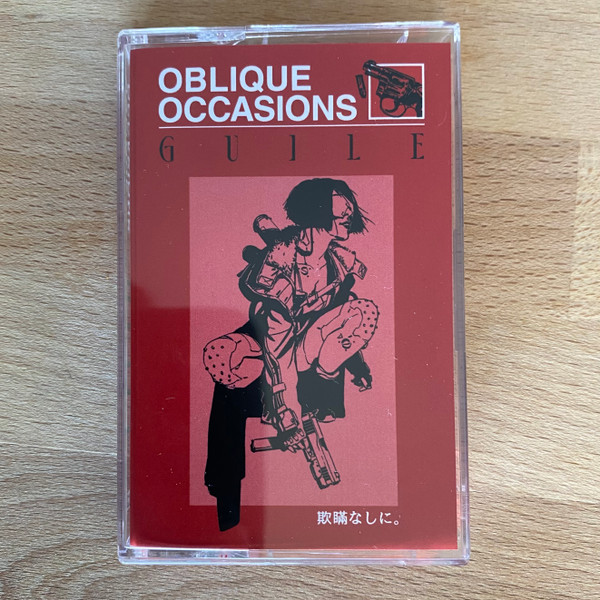 OBLIQUE
OCCASIONS
GUILE
欺瞞なしに。